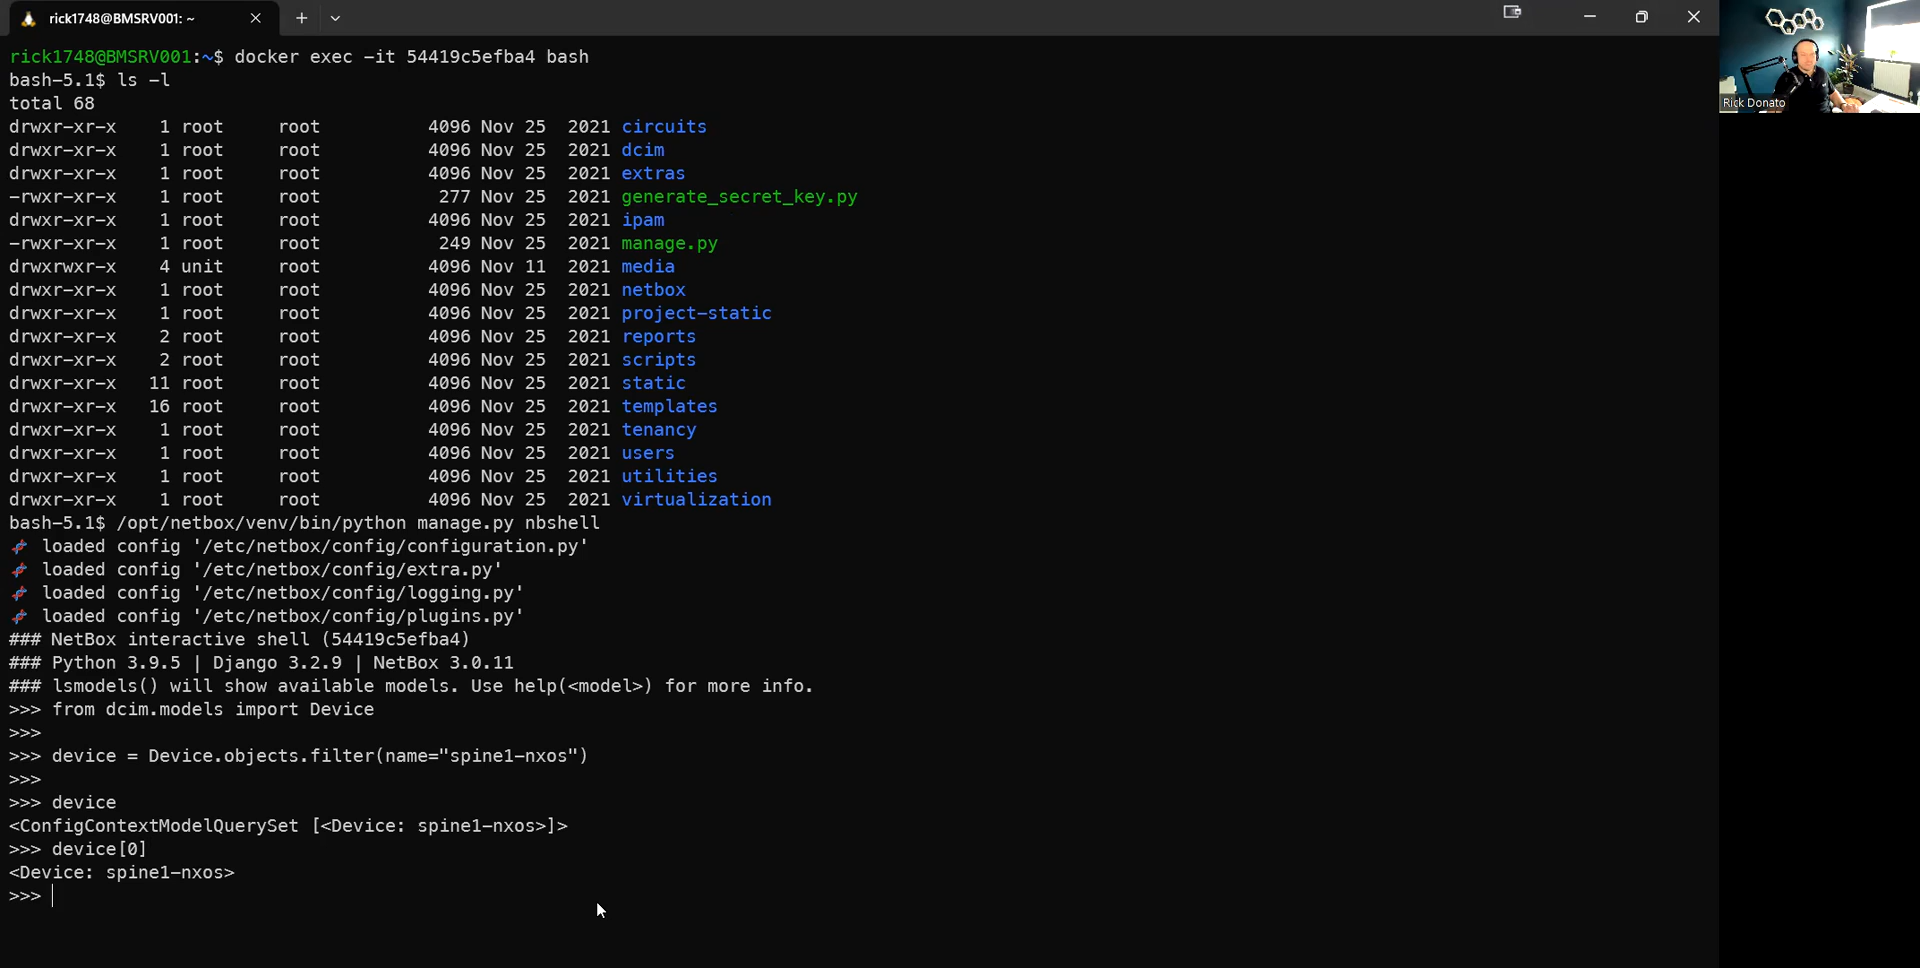 rick1748@BMSRV001: ~
rick1748@BMSRV001:~$ docker exec -it 54419c5efba4 bash
bash-5.1$ ls -l
total 68
drwxr-xr-x 1 root root 4096 Nov 25 2021 circuits
drwxr-xr-x 1 root root 4096 Nov 25 2021 dcim
drwxr-xr-x 1 root root 4096 Nov 25 2021 extras
-rwxr-xr-x 1 root root 277 Nov 25 2021 generate_secret_key.py
drwxr-xr-x 1 root root 4096 Nov 25 2021 ipam
-rwxr-xr-x 1 root root 249 Nov 25 2021 manage.py
drwxrwxr-x 4 unit root 4096 Nov 11 2021 media
drwxr-xr-x 1 root root 4096 Nov 25 2021 netbox
drwxr-xr-x 1 root root 4096 Nov 25 2021 project-static
drwxr-xr-x 2 root root 4096 Nov 25 2021 reports
drwxr-xr-x 2 root root 4096 Nov 25 2021 scripts
drwxr-xr-x 11 root root 4096 Nov 25 2021 static
drwxr-xr-x 16 root root 4096 Nov 25 2021 templates
drwxr-xr-x 1 root root 4096 Nov 25 2021 tenancy
drwxr-xr-x 1 root root 4096 Nov 25 2021 users
drwxr-xr-x 1 root root 4096 Nov 25 2021 utilities
drwxr-xr-x 1 root root 4096 Nov 25 2021 virtualization
bash-5.1$ /opt/netbox/venv/bin/python manage.py nbshell
🧬 loaded config '/etc/netbox/config/configuration.py'
🧬 loaded config '/etc/netbox/config/extra.py'
🧬 loaded config '/etc/netbox/config/logging.py'
🧬 loaded config '/etc/netbox/config/plugins.py'
### NetBox interactive shell (54419c5efba4)
### Python 3.9.5 | Django 3.2.9 | NetBox 3.0.11
### lsmodels() will show available models. Use help(<model>) for more info.
>>> from dcim.models import Device
>>>
>>> device = Device.objects.filter(name="spine1-nxos")
>>>
>>> device
<ConfigContextModelQuerySet [<Device: spine1-nxos>]>
>>> device[0]
<Device: spine1-nxos>
>>>
Rick Donato